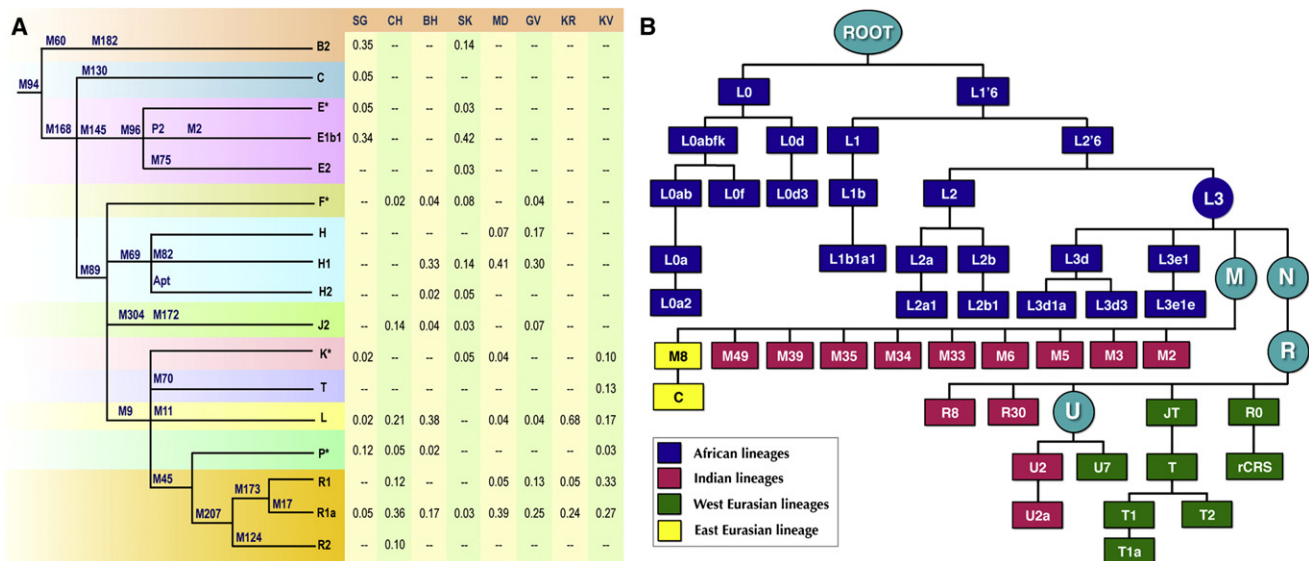 A
SG CH BH SK MD GV KR KV
M60 M182 B2 0.35 -- -- 0.14 -- -- -- --
M94
M130 C 0.05 -- -- -- -- -- -- --
E* 0.05 -- -- 0.03 -- -- -- --
M168 M145 M96 P2 M2 E1b1 0.34 -- -- 0.42 -- -- -- --
M75 E2 -- -- -- 0.03 -- -- -- --
F* -- 0.02 0.04 0.08 -- 0.04 -- --
H -- -- -- -- 0.07 0.17 -- --
M89 M69 M82 H1 -- -- 0.33 0.14 0.41 0.30 -- --
Apt H2 -- -- 0.02 0.05 -- -- -- --
M304 M172 J2 -- 0.14 0.04 0.03 -- 0.07 -- --
K* 0.02 -- -- 0.05 0.04 -- -- 0.10
M70 T -- -- -- -- -- -- -- 0.13
M9 M11 L 0.02 0.21 0.38 -- 0.04 0.04 0.68 0.17
P* 0.12 0.05 0.02 -- -- -- -- 0.03
M45 M173 R1 -- 0.12 -- -- 0.05 0.13 0.05 0.33
M207 M17 R1a 0.05 0.36 0.17 0.03 0.39 0.25 0.24 0.27
M124 R2 -- 0.10 -- -- -- -- -- --
B
ROOT
L0 L1'6
L0abfk L0d L1 L2'6
L0ab L0f L0d3 L1b L2 L3
L0a L1b1a1 L2a L2b L3d L3e1 M N
L0a2 L2a1 L2b1 L3d1a L3d3 L3e1e
M8 M49 M39 M35 M34 M33 M6 M5 M3 M2 R
C
R8 R30 U JT R0
U2 U7 T rCRS
U2a T1 T2
T1a
African lineages
Indian lineages
West Eurasian lineages
East Eurasian lineage